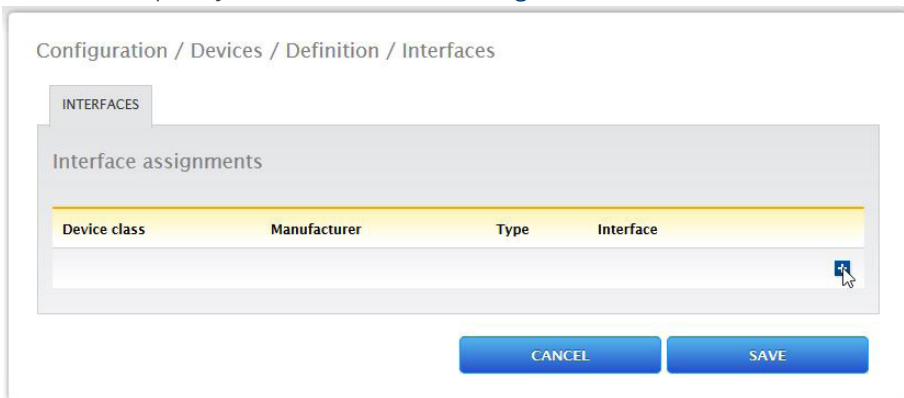 Configuration / Devices / Definition / Interfaces
INTERFACES
Interface assignments
Device class Manufacturer Type Interface
CANCEL SAVE